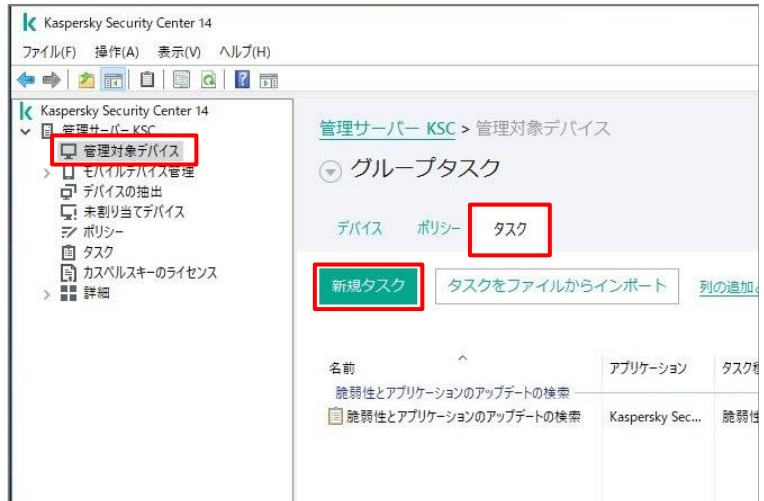 Kaspersky Security Center 14
ファイル(F) 操作(A) 表示(V) ヘルプ(H)
Kaspersky Security Center 14
管理サーバー KSC
管理対象デバイス
モバイルデバイス管理
デバイスの抽出
未割り当てデバイス
ポリシー
タスク
カスペルスキーのライセンス
詳細
管理サーバー KSC > 管理対象デバイス
グループタスク
デバイス ポリシー タスク
新規タスク タスクをファイルからインポート 列の追加
名前 アプリケーション タスク
脆弱性とアプリケーションのアップデートの検索
脆弱性とアプリケーションのアップデートの検索 Kaspersky Sec... 脆弱性